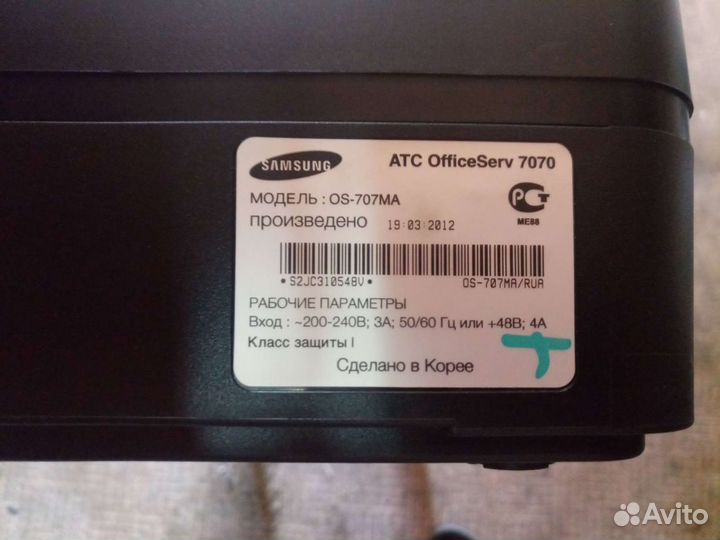 SAMSUNG
АТС OfficeServ 7070
МОДЕЛЬ : OS-707MA
произведено 19:03:2012
РСТ
ME88
• S2JC310548V • OS-707MA/RUA
РАБОЧИЕ ПАРАМЕТРЫ
Вход : ~200-240В; 3А; 50/60 Гц или +48В; 4А
Класс защиты I
Сделано в Корее
Avito